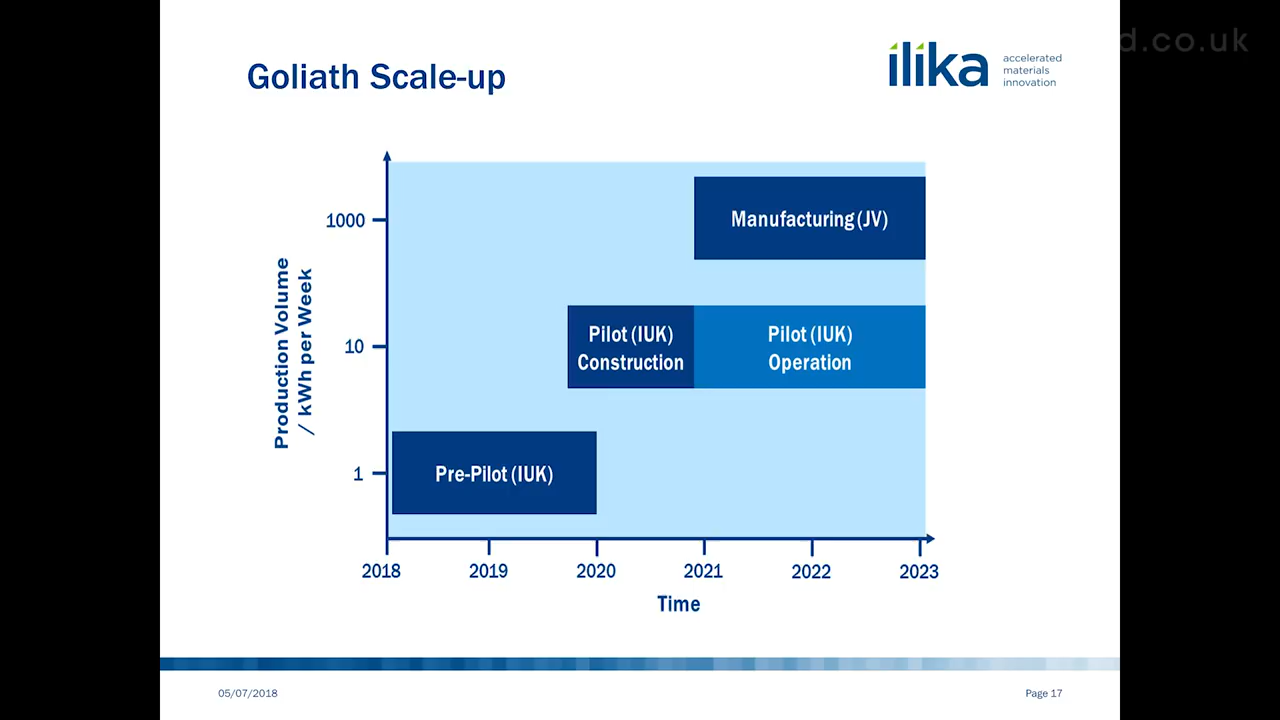 d.co.uk
Goliath Scale-up
ilika
accelerated
materials
innovation
Production Volume
/ kWh per Week
1000
10
1
Manufacturing (JV)
Pilot (IUK)
Construction
Pilot (IUK)
Operation
Pre-Pilot (IUK)
2018
2019
2020
2021
2022
2023
Time
05/07/2018
Page 17